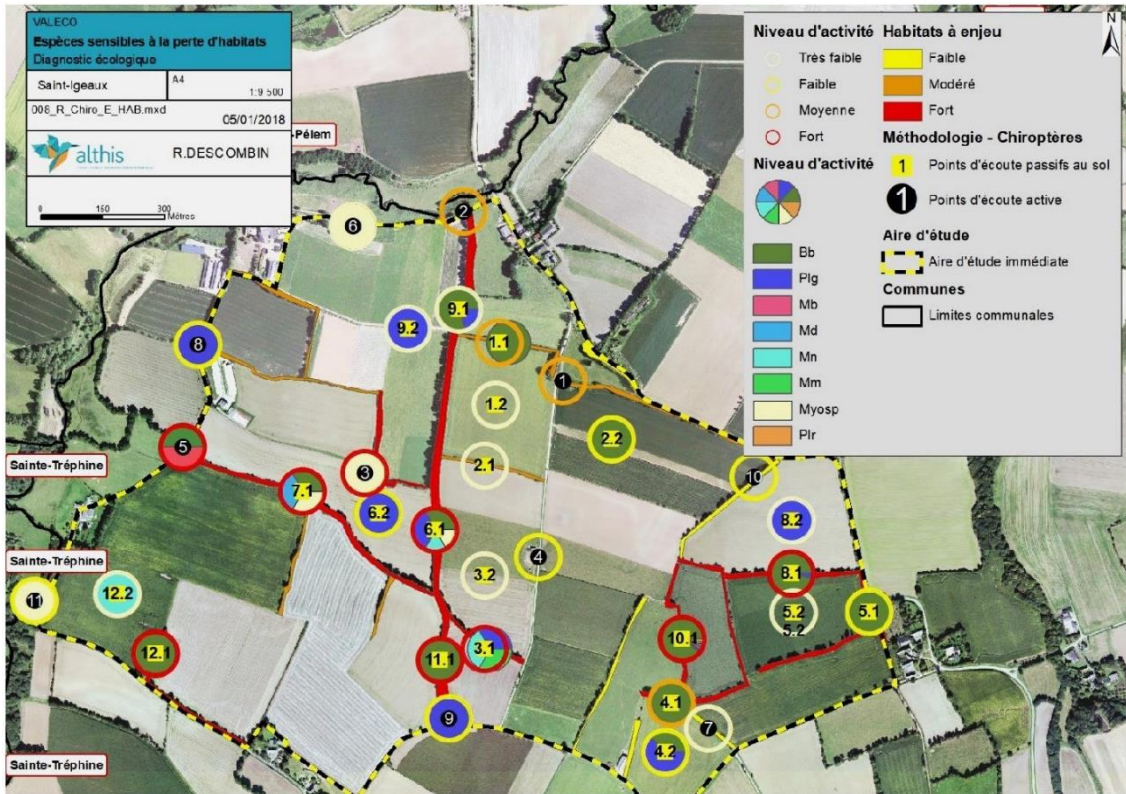 VALECO
Espèces sensibles à la perte d'habitats
Diagnostic écologique
Saint-Igeaux
A4
1:9 500
008_R_Chiro_E_HAB.mxd
05/01/2018
althis
R.DESCOMBIN
0 150 300
Mètres
-Pélem
N
Niveau d'activité
Très faible
Faible
Moyenne
Fort
Niveau d'activité
Bb
Plg
Mb
Md
Mn
Mm
Myosp
Plr
Habitats à enjeu
Faible
Modéré
Fort
Méthodologie - Chiroptères
1 Points d'écoute passifs au sol
1 Points d'écoute active
Aire d'étude
Aire d'étude immédiate
Communes
Limites communales
2
6
9.1
9.2
8
1.1
1
1.2
2.2
5
2.1
3
10
7.1
6.2
8.2
6.1
4
3.2
8.1
12.2
11
5.2
5.2
5.1
10.1
12.1
11.1
3.1
4.1
9
7
4.2
Sainte-Tréphine
Sainte-Tréphine
Sainte-Tréphine